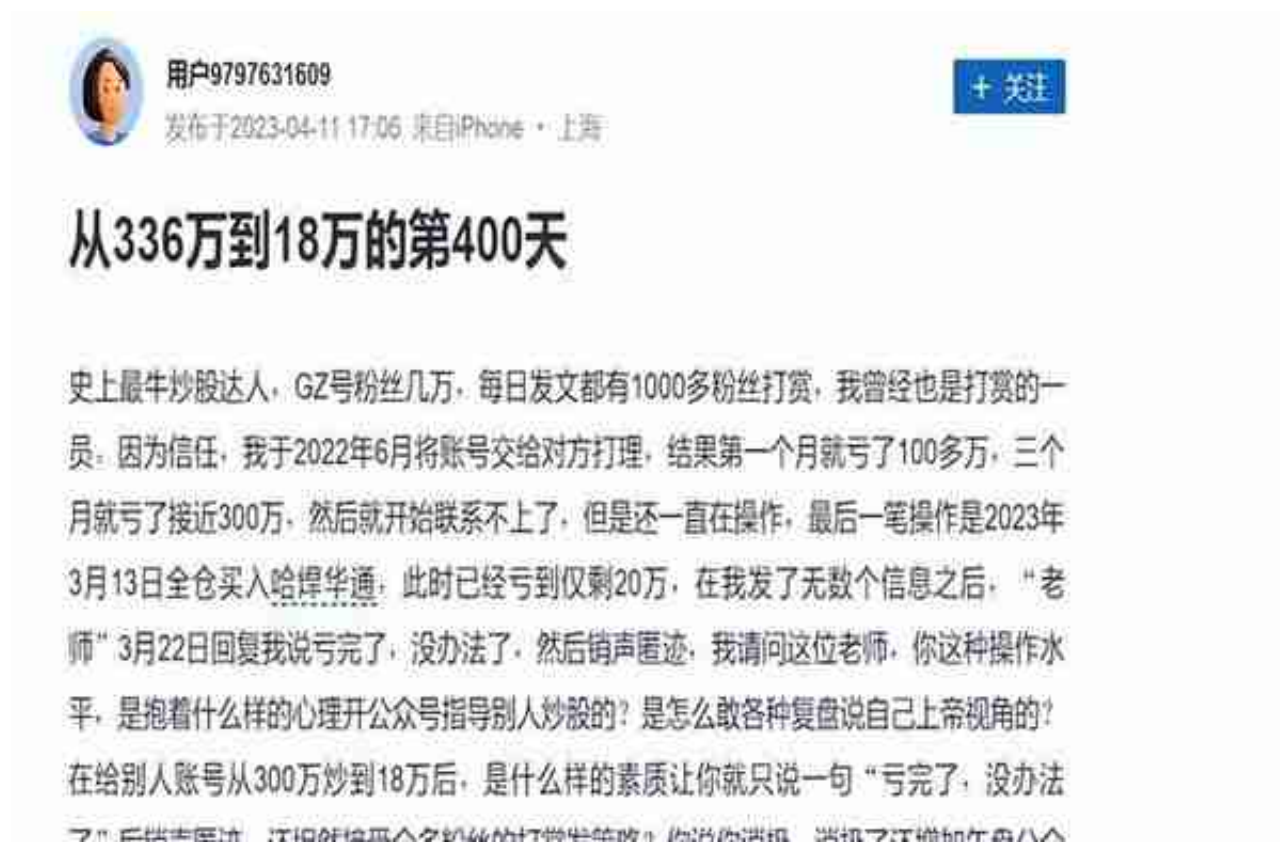 用户9797631609
+ 关注
发布于2023-04-11 17:06 来自iPhone · 上海
从336万到18万的第400天
史上最牛炒股达人，GZ号粉丝几万，每日发文都有1000多粉丝打赏，我曾经也是打赏的一
员。因为信任，我于2022年6月将账号交给对方打理，结果第一个月就亏了100多万，三个
月就亏了接近300万，然后就开始联系不上了，但是还一直在操作，最后一笔操作是2023年
3月13日全仓买入哈焊华通，此时已经亏到仅剩20万，在我发了无数个信息之后，“老
师”3月22日回复我说亏完了，没办法了，然后销声匿迹，我请问这位老师，你这种操作水
平，是抱着什么样的心理开公众号指导别人炒股的？是怎么敢各种复盘说自己上帝视角的？
在给别人账号从300万炒到18万后，是什么样的素质让你就只说一句“亏完了，没办法